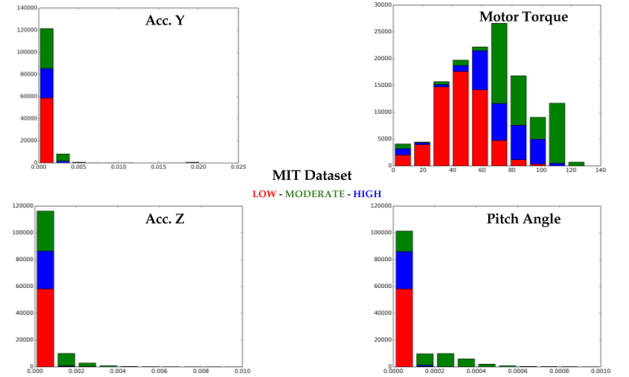 Acc. Y
140000
120000
100000
80000
60000
40000
20000
0
0.000 0.005 0.010 0.015 0.020 0.025
Motor Torque
30000
25000
20000
15000
10000
5000
0
0 20 40 60 80 100 120 140
MIT Dataset
LOW - MODERATE - HIGH
Acc. Z
120000
100000
80000
60000
40000
20000
0
0.000 0.002 0.004 0.006 0.008 0.010
Pitch Angle
120000
100000
80000
60000
40000
20000
0
0.0000 0.0002 0.0004 0.0006 0.0008 0.0010